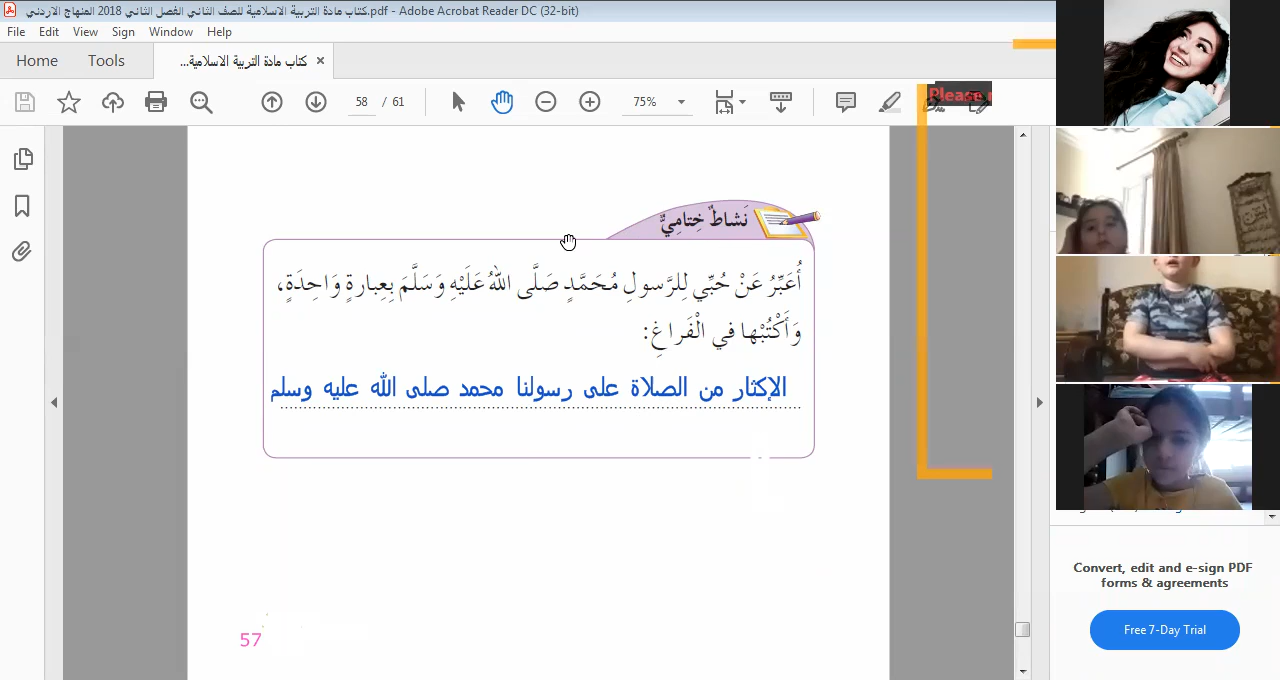 كتاب مادة التربية الاسلامية للصف الثاني الفصل الثاني 2018 المنهاج الاردني.pdf - Adobe Acrobat Reader DC (32-bit)
File Edit View Sign Window Help
Home Tools كتاب مادة التربية الاسلامية...
58 / 61 75%
Please
نَشاطٌ خِتامِيٌّ
أُعَبِّرُ عَنْ حُبِّي لِلرَّسولِ مُحَمَّدٍ صَلَّى اللهُ عَلَيْهِ وَسَلَّمَ بِعِبارةٍ وَاحِدَةٍ،
وَأَكْتُبْها في الْفَراغِ:
الإكثار من الصلاة على رسولنا محمد صلى الله عليه وسلم
57
Convert, edit and e-sign PDF
forms & agreements
Free 7-Day Trial